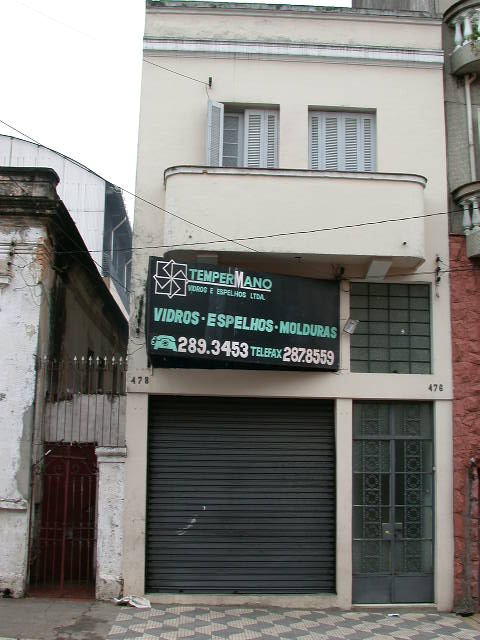 TEMPERMANO
VIDROS E ESPELHOS LTDA.
VIDROS - ESPELHOS - MOLDURAS
289.3453 TELEFAX 287.8559
478
476